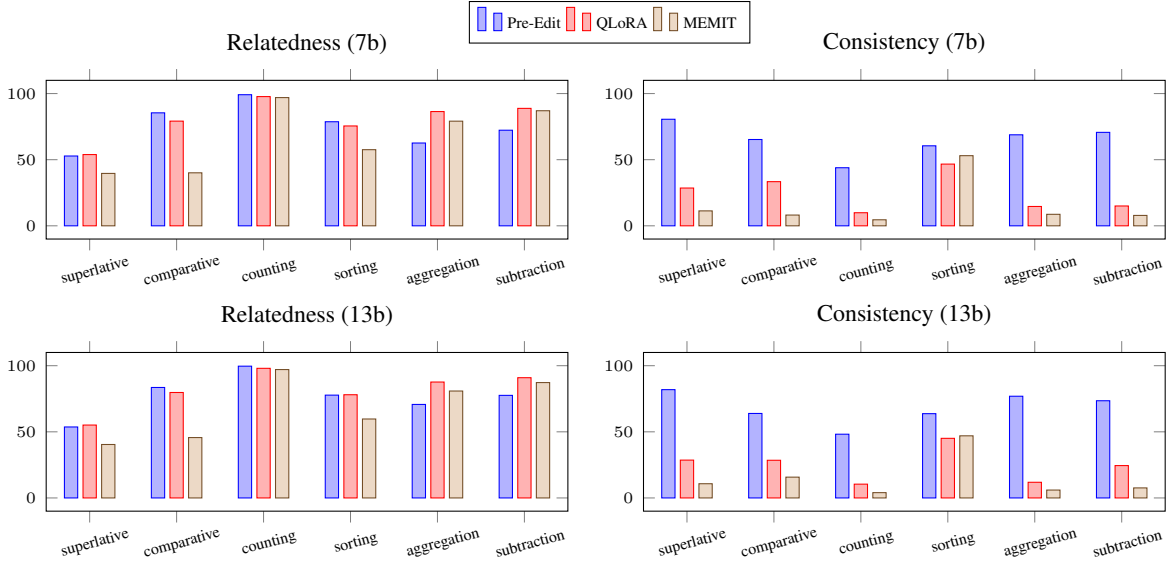 Pre-Edit QLoRA MEMIT
Relatedness (7b)
100
50
0
superlative comparative counting sorting aggregation subtraction
Consistency (7b)
100
50
0
superlative comparative counting sorting aggregation subtraction
Relatedness (13b)
100
50
0
superlative comparative counting sorting aggregation subtraction
Consistency (13b)
100
50
0
superlative comparative counting sorting aggregation subtraction